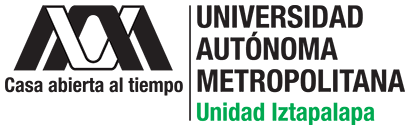 Casa abierta al tiempo
UNIVERSIDAD
AUTÓNOMA
METROPOLITANA
Unidad Iztapalapa